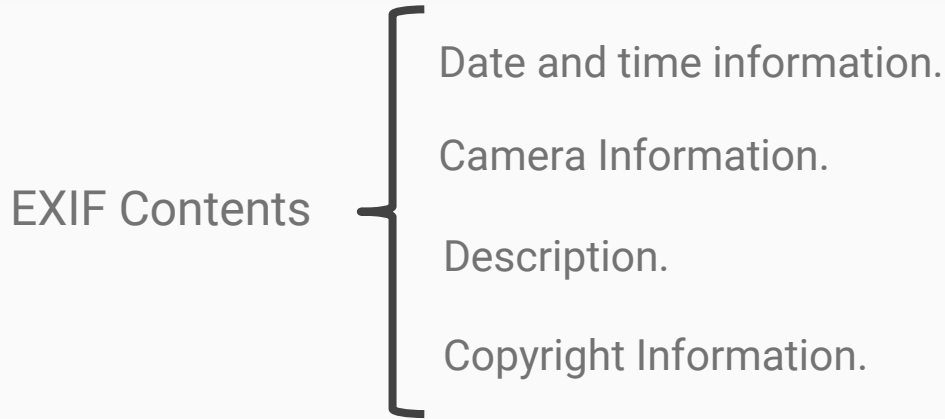 EXIF Contents
Date and time information.
Camera Information.
Description.
Copyright Information.